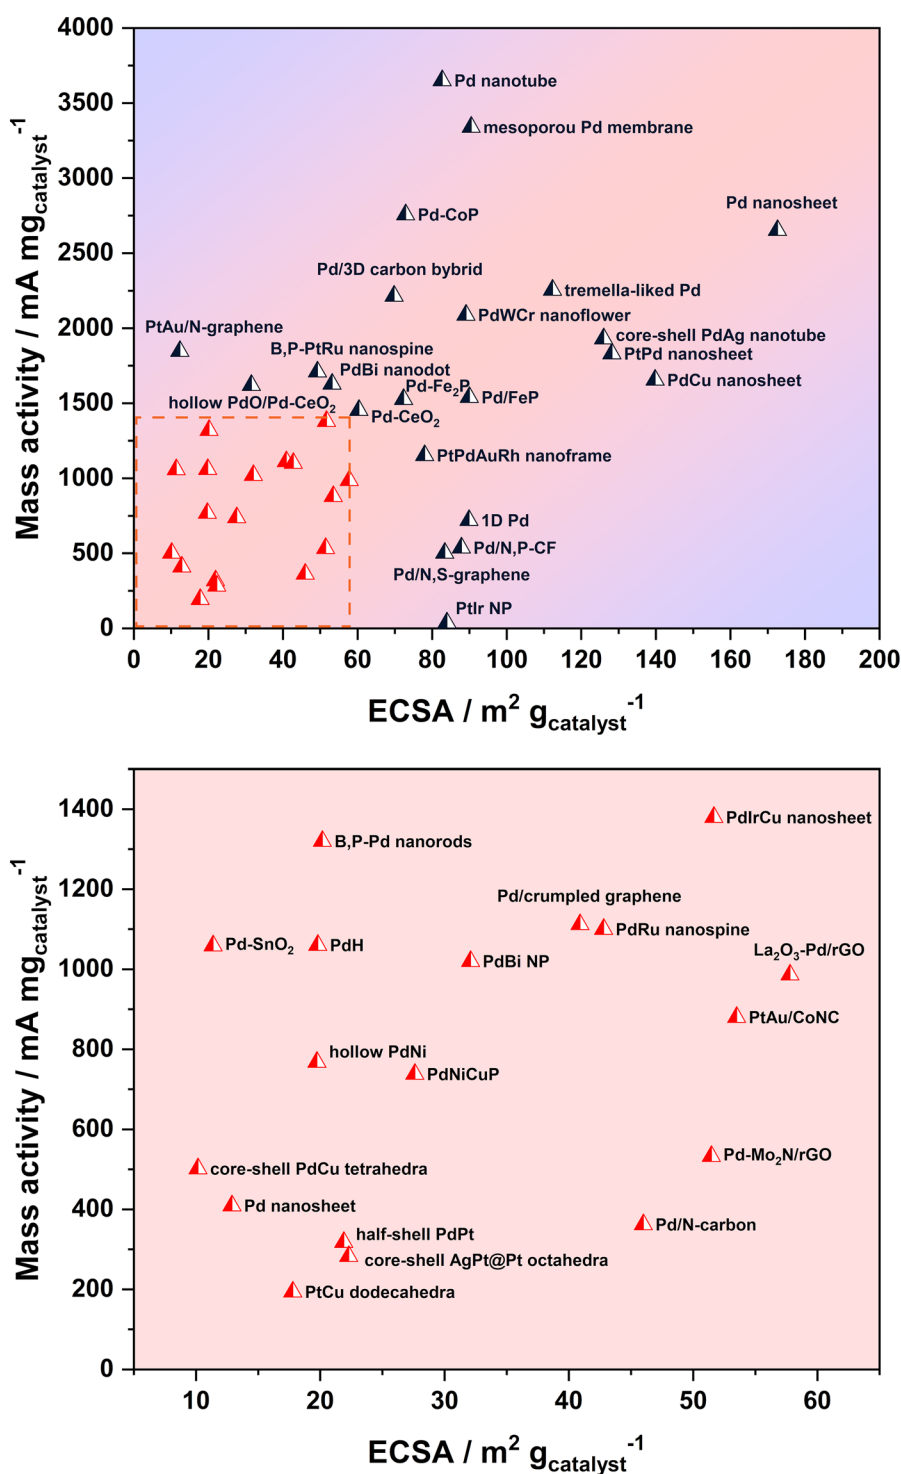 4000
3500
3000
2500
2000
1500
1000
500
0
Mass activity / mA mg_catalyst^-1
Pd nanotube
mesoporou Pd membrane
Pd-CoP
Pd nanosheet
Pd/3D carbon bybrid
tremella-liked Pd
PdWCr nanoflower
PtAu/N-graphene
core-shell PdAg nanotube
B,P-PtRu nanospine
PtPd nanosheet
PdBi nanodot
PdCu nanosheet
Pd-Fe₂P
hollow PdO/Pd-CeO₂
Pd/FeP
Pd-CeO₂
PtPdAuRh nanoframe
1D Pd
Pd/N,P-CF
Pd/N,S-graphene
PtIr NP
0 20 40 60 80 100 120 140 160 180 200
ECSA / m² g_catalyst^-1
1400
1200
1000
800
600
400
200
0
Mass activity / mA mg_catalyst^-1
PdIrCu nanosheet
B,P-Pd nanorods
Pd/crumpled graphene
PdRu nanospine
Pd-SnO₂
PdH
La₂O₃-Pd/rGO
PdBi NP
PtAu/CoNC
hollow PdNi
PdNiCuP
Pd-Mo₂N/rGO
core-shell PdCu tetrahedra
Pd nanosheet
Pd/N-carbon
half-shell PdPt
core-shell AgPt@Pt octahedra
PtCu dodecahedra
10 20 30 40 50 60
ECSA / m² g_catalyst^-1